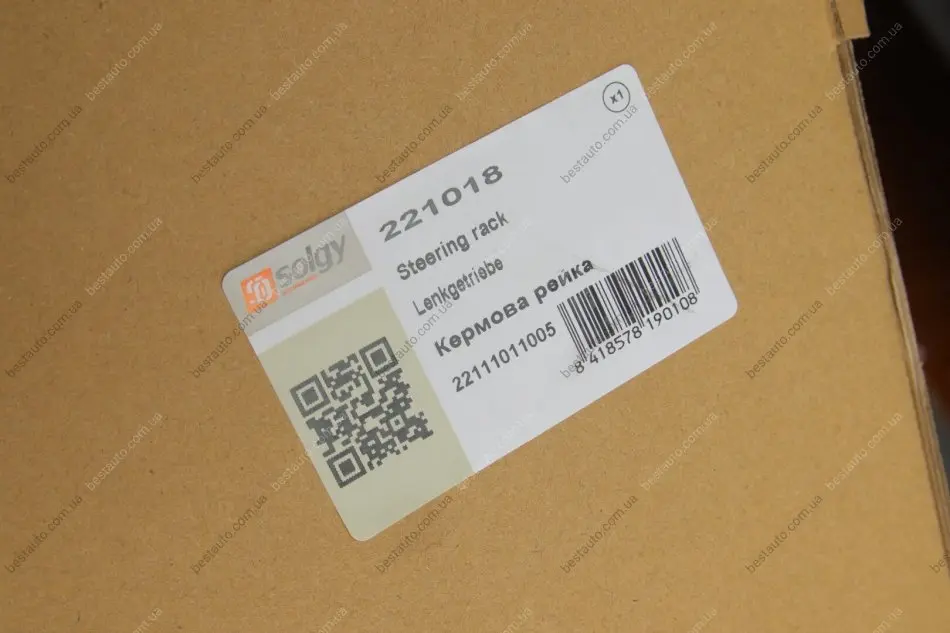 x1
solgy
221018
Steering rack
Lenkgetriebe
Кермова рейка
22111011005
8 418578 190108
bestauto.com.ua